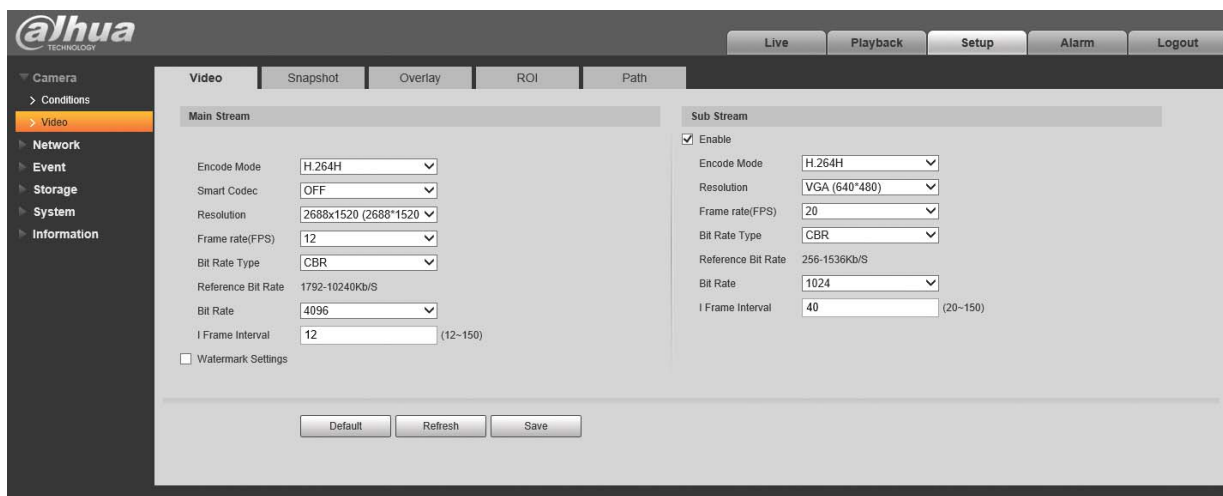 alhua
TECHNOLOGY
Live Playback Setup Alarm Logout
Camera
> Conditions
> Video
Network
Event
Storage
System
Information
Video Snapshot Overlay ROI Path
Main Stream
Encode Mode H.264H
Smart Codec OFF
Resolution 2688x1520 (2688*1520
Frame rate(FPS) 12
Bit Rate Type CBR
Reference Bit Rate 1792-10240Kb/S
Bit Rate 4096
I Frame Interval 12 (12~150)
Watermark Settings
Sub Stream
Enable
Encode Mode H.264H
Resolution VGA (640*480)
Frame rate(FPS) 20
Bit Rate Type CBR
Reference Bit Rate 256-1536Kb/S
Bit Rate 1024
I Frame Interval 40 (20~150)
Default Refresh Save